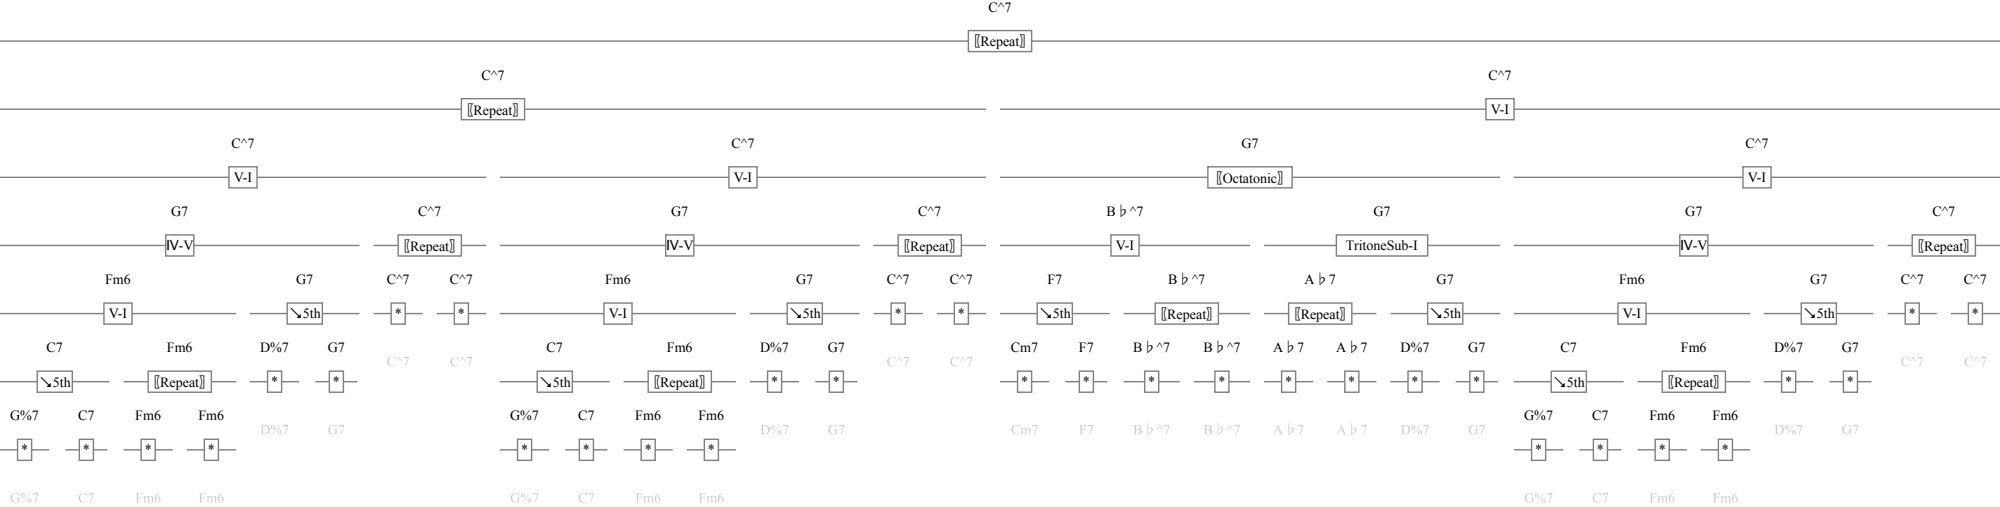 C^7
〚Repeat〛
C^7 C^7
〚Repeat〛 V-I
C^7 C^7 G7 C^7
V-I V-I 〚Octatonic〛 V-I
G7 C^7 G7 C^7 B♭^7 G7 G7 C^7
Ⅳ-V 〚Repeat〛 Ⅳ-V 〚Repeat〛 V-I TritoneSub-I Ⅳ-V 〚Repeat〛
Fm6 G7 C^7 C^7 Fm6 G7 C^7 C^7 F7 B♭^7 A♭7 G7 Fm6 G7 C^7 C^7
V-I ↘5th * * V-I ↘5th * * ↘5th 〚Repeat〛 〚Repeat〛 ↘5th V-I ↘5th * *
C7 Fm6 D%7 G7 C7 Fm6 D%7 G7 Cm7 F7 B♭^7 B♭^7 A♭7 A♭7 D%7 G7 C7 Fm6 D%7 G7
C^7 C^7 C^7 C^7 C^7 C^7
↘5th 〚Repeat〛 * * ↘5th 〚Repeat〛 * * * * * * * * * * ↘5th 〚Repeat〛 * *
G%7 C7 Fm6 Fm6 G%7 C7 Fm6 Fm6 G%7 C7 Fm6 Fm6
D%7 G7 D%7 G7 Cm7 F7 B♭^7 B♭^7 A♭7 A♭7 D%7 G7 D%7 G7
* * * * * * * * * * * *
G%7 C7 Fm6 Fm6 G%7 C7 Fm6 Fm6 G%7 C7 Fm6 Fm6